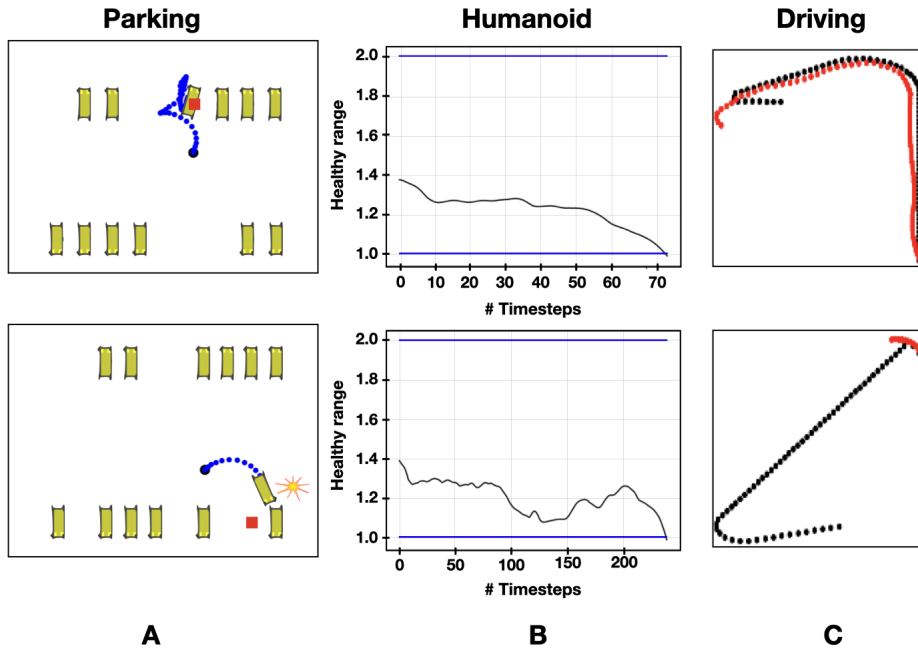 Parking
Humanoid
Driving
Healthy range
2.0
1.8
1.6
1.4
1.2
1.0
0 10 20 30 40 50 60 70
# Timesteps
Healthy range
2.0
1.8
1.6
1.4
1.2
1.0
0 50 100 150 200
# Timesteps
A
B
C